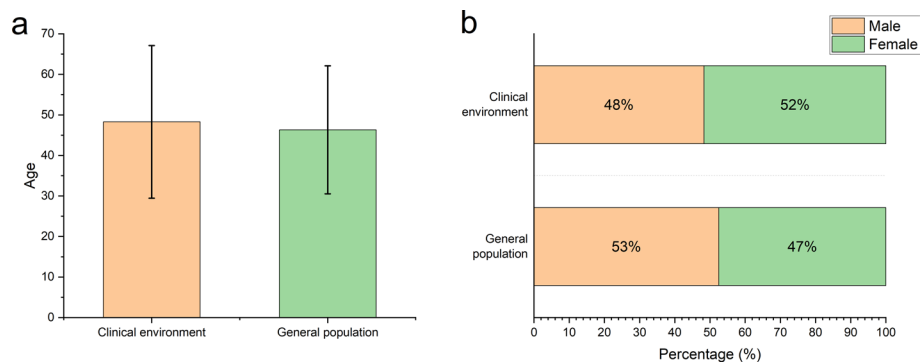 a
70
60
50
40
30
20
10
0
Age
Clinical environment
General population
b
Male
Female
Clinical
environment
48%
52%
General
population
53%
47%
0 10 20 30 40 50 60 70 80 90 100
Percentage (%)